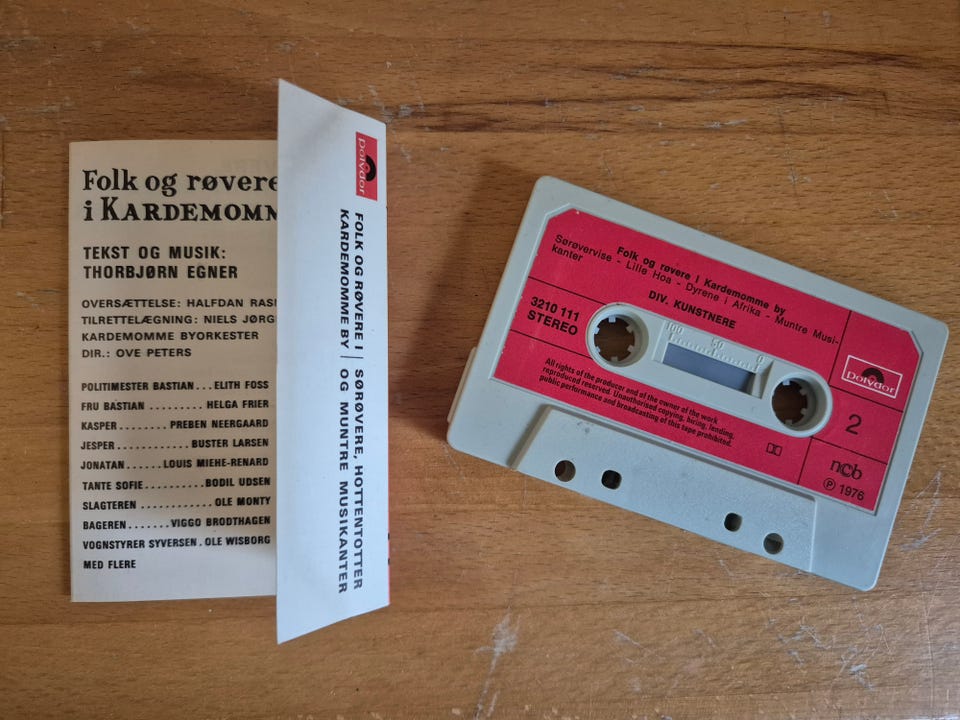 Folk og røvere
i KARDEMOMM
TEKST OG MUSIK:
THORBJØRN EGNER
OVERSÆTTELSE: HALFDAN RASM
TILRETTELÆGNING: NIELS JØRG
KARDEMOMME BYORKESTER
DIR.: OVE PETERS
POLITIMESTER BASTIAN...ELITH FOSS
FRU BASTIAN.........HELGA FRIER
KASPER........PREBEN NEERGAARD
JESPER...........BUSTER LARSEN
JONATAN......LOUIS MIEHE-RENARD
TANTE SOFIE.........BODIL UDSEN
SLAGTEREN............OLE MONTY
BAGEREN.......VIGGO BRODTHAGEN
VOGNSTYRER SYVERSEN.OLE WISBORG
MED FLERE
Polydor
FOLK OG RØVERE I
KARDEMOMME BY
SØRØVERE, HOTTENTOTTER
OG MUNTRE MUSIKANTER
Folk og røvere i Kardemomme by
Sørøvervise - Lille Hoa - Dyrene i Afrika - Muntre Musi-
kanter
DIV. KUNSTNERE
3210 111
STEREO
100 50 0
All rights of the producer and of the owner of the work
reproduced reserved. Unauthorised copying, hiring, lending,
public performance and broadcasting of this tape prohibited.
Polydor
2
ncb
℗ 1976